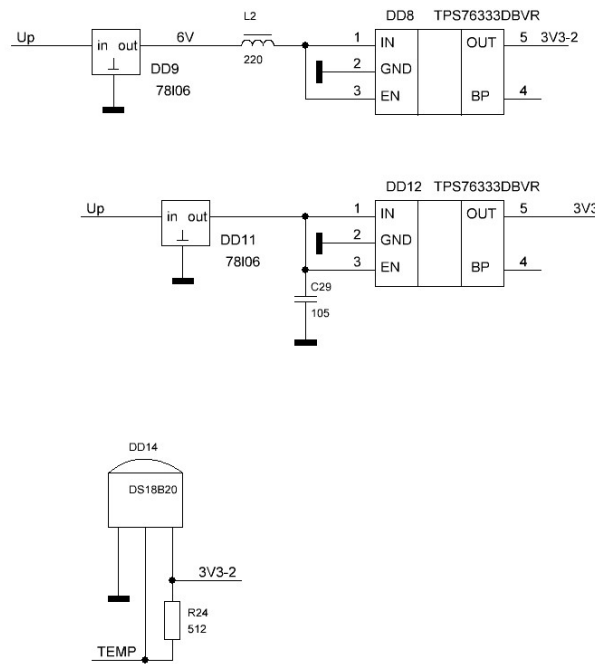 L2
DD8 TPS76333DBVR
Up in out 6V 220 1 IN OUT 5 3V3-2
DD9
78l06
2 GND
3 EN BP 4
DD12 TPS76333DBVR
Up in out 1 IN OUT 5 3V3
DD11
78l06
2 GND
3 EN BP 4
C29
105
DD14
DS18B20
3V3-2
R24
512
TEMP